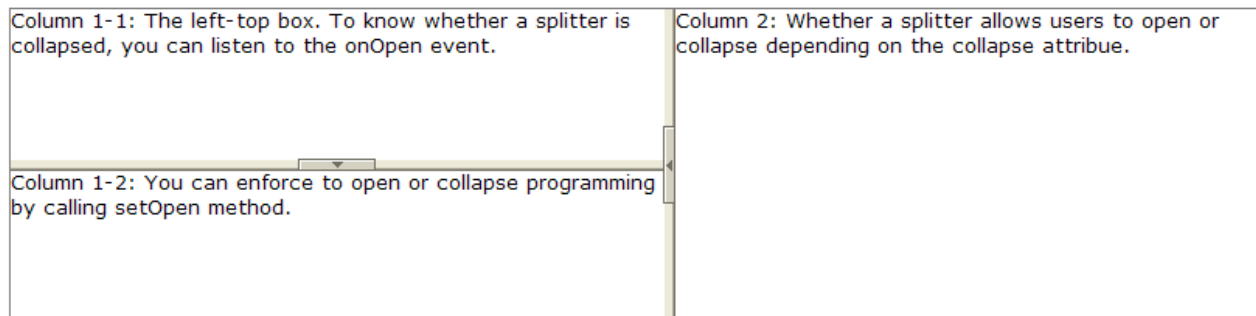 Column 1-1: The left-top box. To know whether a splitter is
collapsed, you can listen to the onOpen event.
Column 1-2: You can enforce to open or collapse programming
by calling setOpen method.
Column 2: Whether a splitter allows users to open or
collapse depending on the collapse attribue.